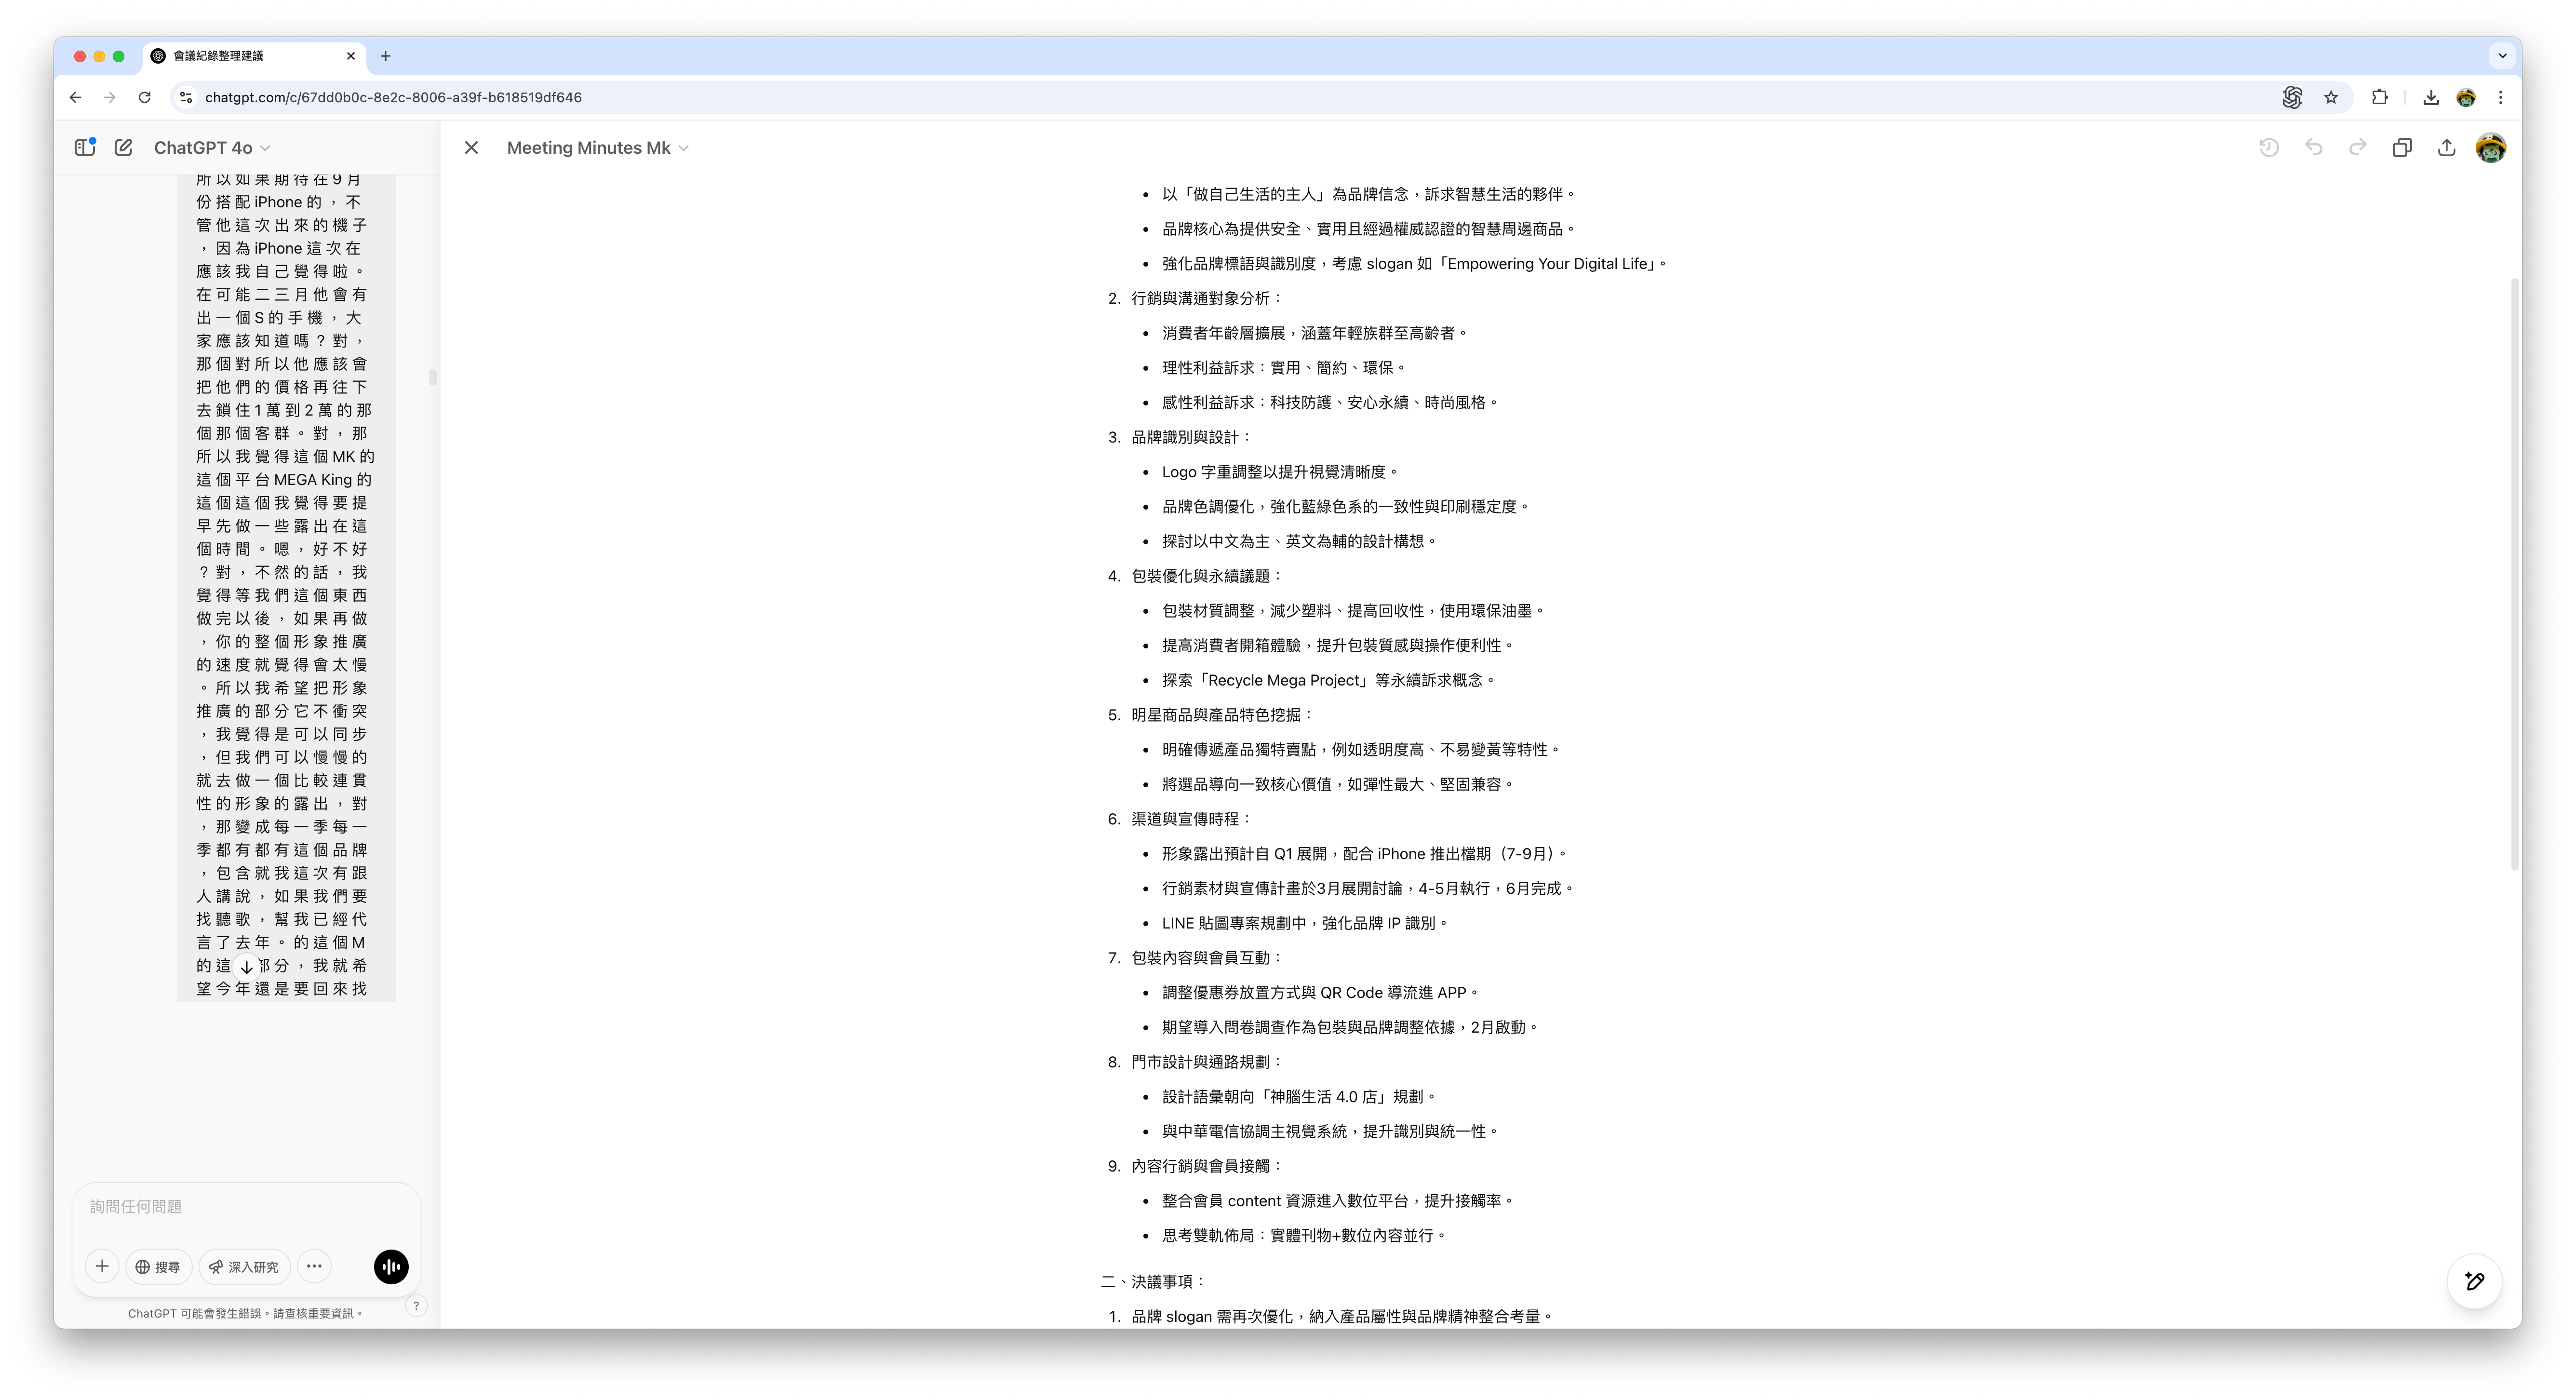 會議紀錄整理建議
chatgpt.com/c/67dd0b0c-8e2c-8006-a39f-b618519df646
ChatGPT 4o
所以如果期待在9月
份搭配 iPhone 的，不
管他這次出來的機子
，因為 iPhone 這次在
應該我自己覺得啦。
在可能二三月他會有
出一個S的手機，大
家應該知道嗎？對，
那個對所以他應該會
把他們的價格再往下
去鎖住1萬到2萬的那
個那個客群。對，那
所以我覺得這個MK的
這個平台MEGA King的
這個這個我覺得要提
早先做一些露出在這
個時間。嗯，好不好
？對，不然的話，我
覺得等我們這個東西
做完以後，如果再做
，你的整個形象推廣
的速度就覺得會太慢
。所以我希望把形象
推廣的部分它不衝突
，我覺得是可以同步
，但我們可以慢慢的
就去做一個比較連貫
性的形象的露出，對
，那變成每一季每一
季都有都有這個品牌
，包含就我這次有跟
人講說，如果我們要
找聽歌，幫我已經代
言了去年。的這個M
的這部分，我就希
望今年還是要回來找
詢問任何問題
搜尋
深入研究
ChatGPT 可能會發生錯誤。請查核重要資訊。
?
Meeting Minutes Mk
• 以「做自己生活的主人」為品牌信念，訴求智慧生活的夥伴。
• 品牌核心為提供安全、實用且經過權威認證的智慧周邊商品。
• 強化品牌標語與識別度，考慮 slogan 如「Empowering Your Digital Life」。
2. 行銷與溝通對象分析：
• 消費者年齡層擴展，涵蓋年輕族群至高齡者。
• 理性利益訴求：實用、簡約、環保。
• 感性利益訴求：科技防護、安心永續、時尚風格。
3. 品牌識別與設計：
• Logo 字重調整以提升視覺清晰度。
• 品牌色調優化，強化藍綠色系的一致性與印刷穩定度。
• 探討以中文為主、英文為輔的設計構想。
4. 包裝優化與永續議題：
• 包裝材質調整，減少塑料、提高回收性，使用環保油墨。
• 提高消費者開箱體驗，提升包裝質感與操作便利性。
• 探索「Recycle Mega Project」等永續訴求概念。
5. 明星商品與產品特色挖掘：
• 明確傳遞產品獨特賣點，例如透明度高、不易變黃等特性。
• 將選品導向一致核心價值，如彈性最大、堅固兼容。
6. 渠道與宣傳時程：
• 形象露出預計自 Q1 展開，配合 iPhone 推出檔期（7-9月）。
• 行銷素材與宣傳計畫於3月展開討論，4-5月執行，6月完成。
• LINE 貼圖專案規劃中，強化品牌 IP 識別。
7. 包裝內容與會員互動：
• 調整優惠券放置方式與 QR Code 導流進 APP。
• 期望導入問卷調查作為包裝與品牌調整依據，2月啟動。
8. 門市設計與通路規劃：
• 設計語彙朝向「神腦生活 4.0 店」規劃。
• 與中華電信協調主視覺系統，提升識別與統一性。
9. 內容行銷與會員接觸：
• 整合會員 content 資源進入數位平台，提升接觸率。
• 思考雙軌佈局：實體刊物+數位內容並行。
二、決議事項：
1. 品牌 slogan 需再次優化，納入產品屬性與品牌精神整合考量。